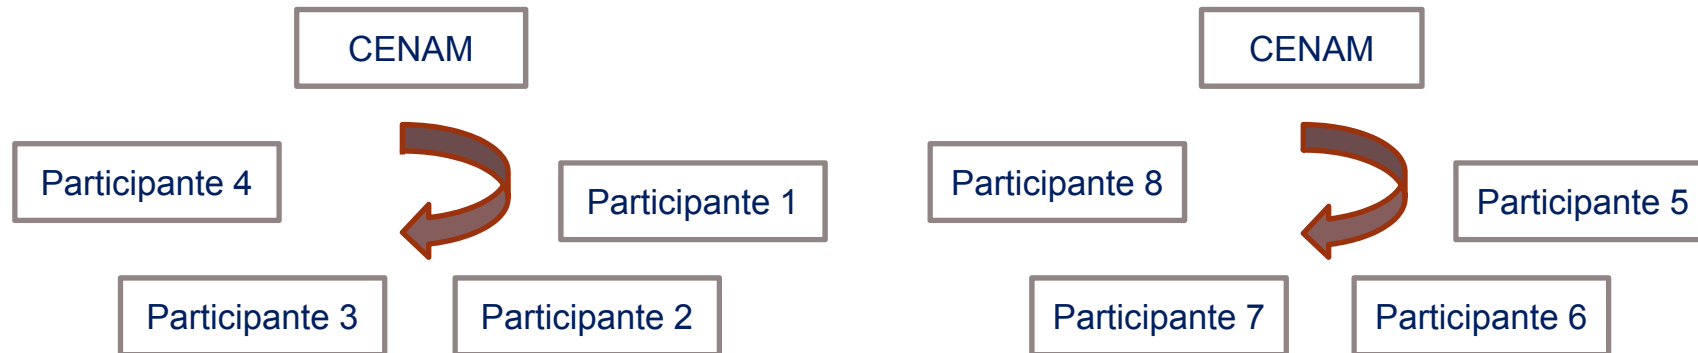 CENAM
Participante 4
Participante 1
Participante 3
Participante 2
CENAM
Participante 8
Participante 5
Participante 7
Participante 6